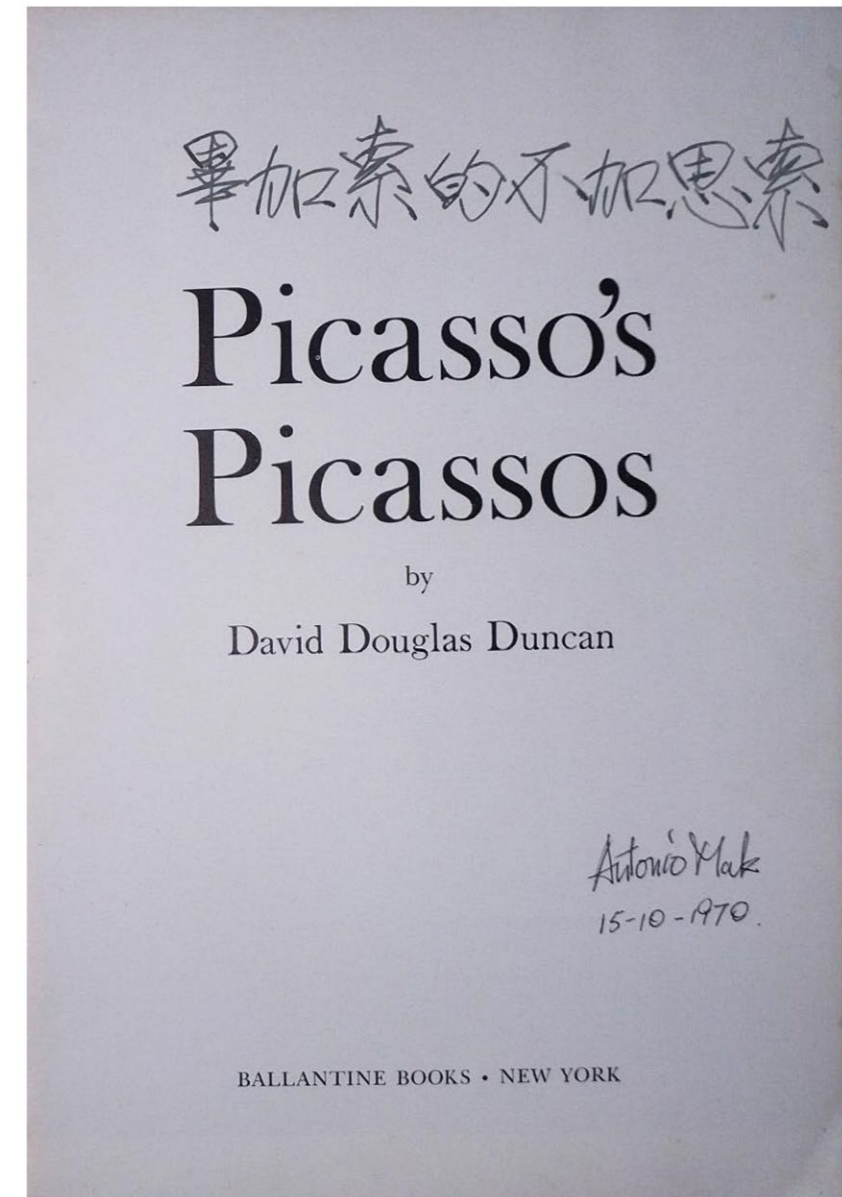 畢加索的不加思索
Picasso's
Picassos
by
David Douglas Duncan
Antonio Mak
15-10-1970.
BALLANTINE BOOKS • NEW YORK